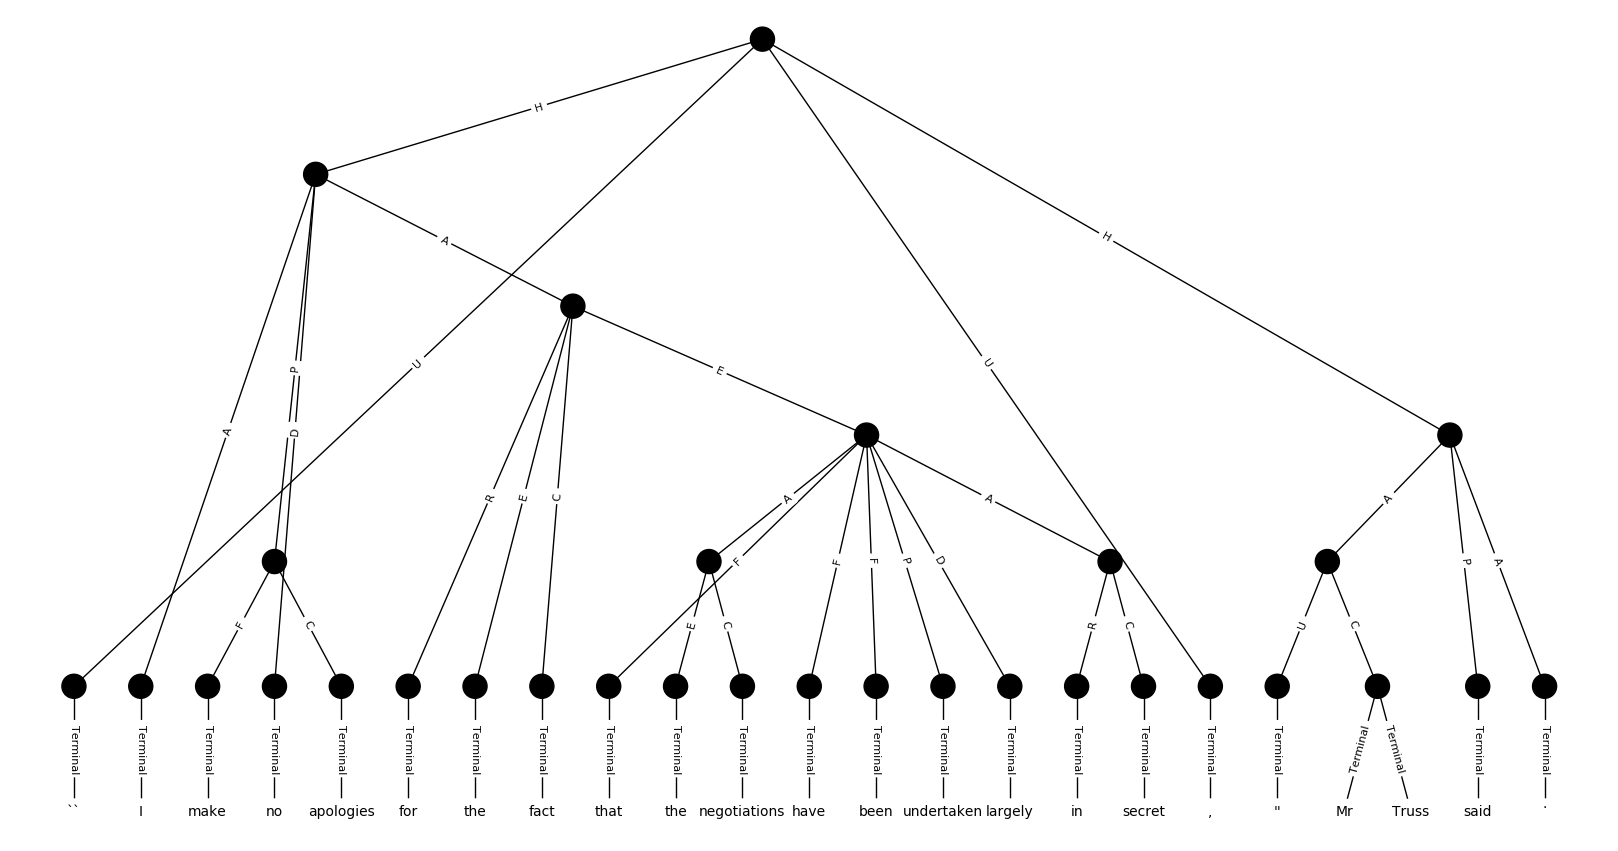 H
A
H
P
U
U
E
D
A
R
E
C
A
A
A
F
F
F
P
D
P
A
F
C
E
C
R
C
U
C
Terminal Terminal Terminal Terminal Terminal Terminal Terminal Terminal Terminal Terminal Terminal Terminal Terminal Terminal Terminal Terminal Terminal Terminal Terminal Terminal Terminal Terminal Terminal
`` I make no apologies for the fact that the negotiations have been undertaken largely in secret , " Mr Truss said .